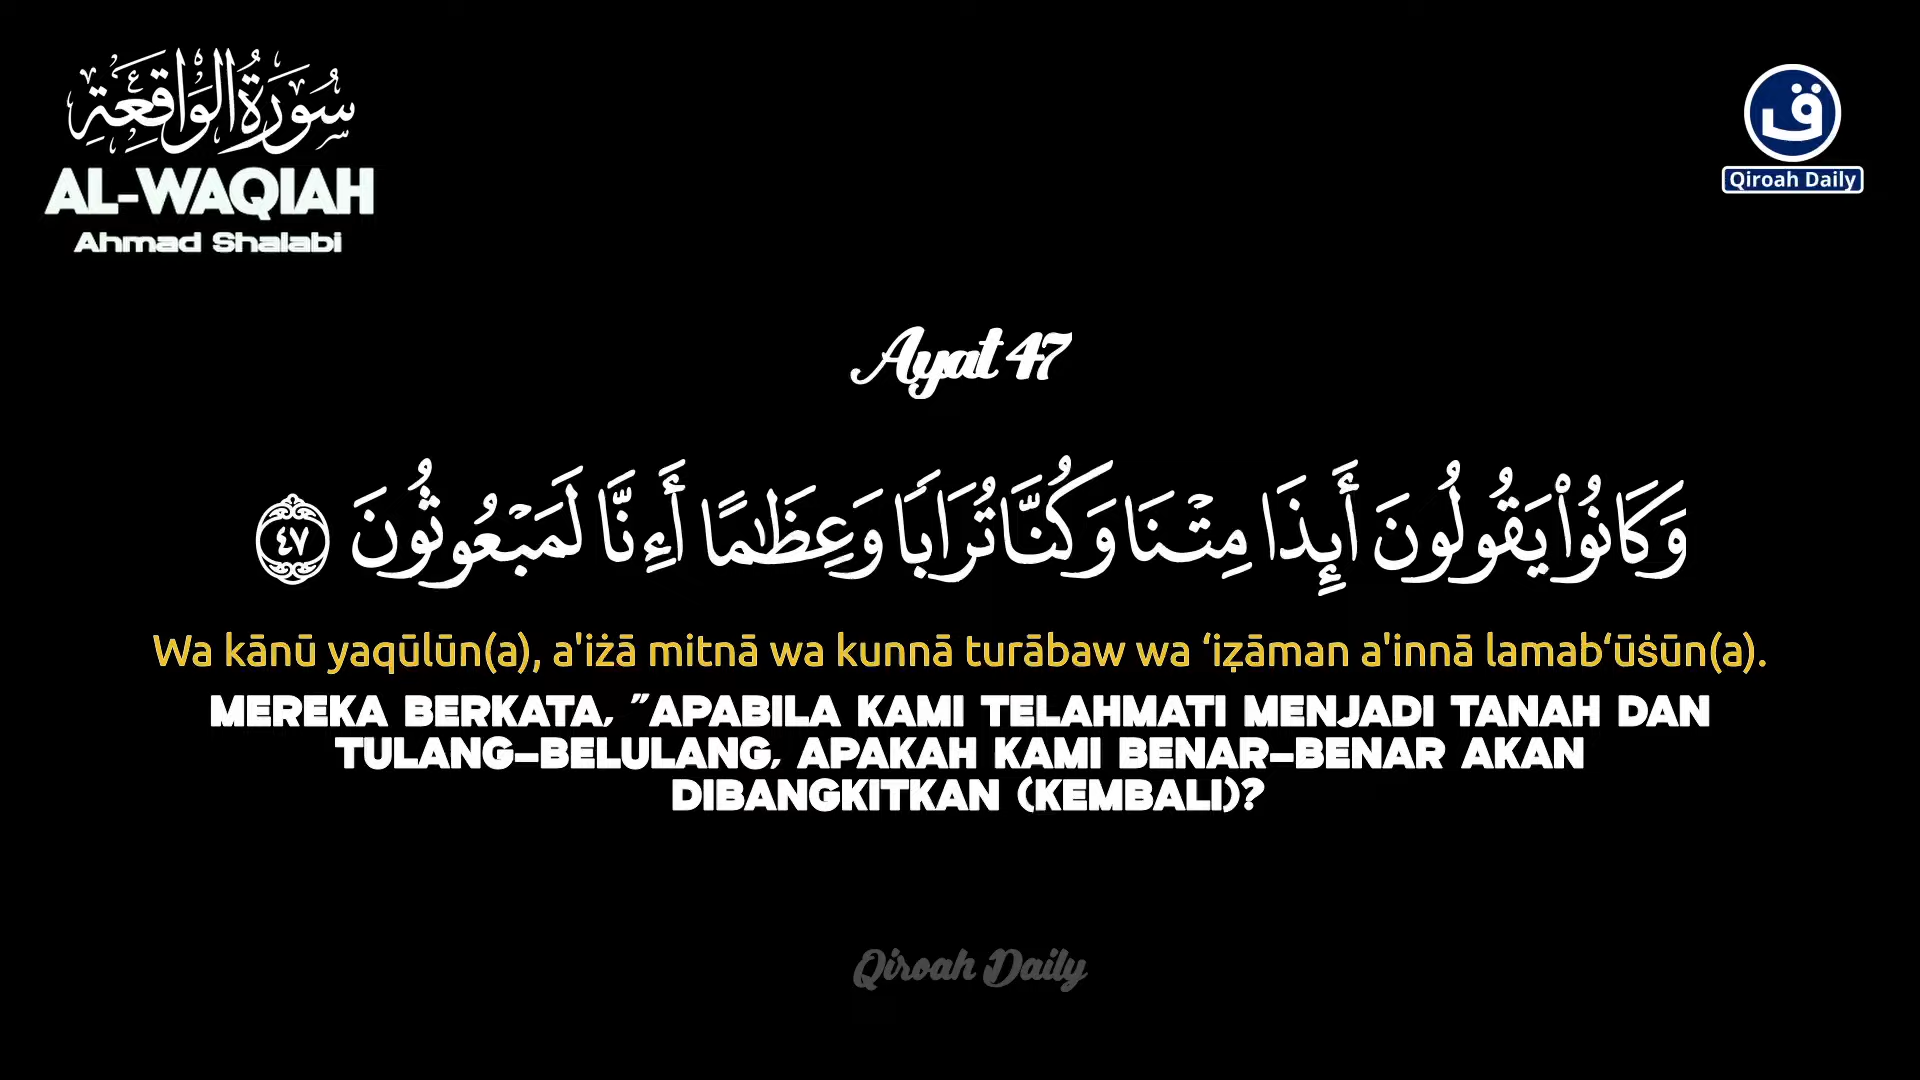 سُورَةُ الْوَاقِعَةِ
AL-WAQIAH
Ahmad Shalabi
ق
Qiroah Daily
Ayat 47
وَكَانُوا۟ يَقُولُونَ أَئِذَا مِتْنَا وَكُنَّا تُرَابًا وَعِظَٰمًا أَءِنَّا لَمَبْعُوثُونَ ٤٧
Wa kānū yaqūlūn(a), a'iżā mitnā wa kunnā turābaw wa ‘iẓāman a'innā lamab‘ūṡūn(a).
MEREKA BERKATA, "APABILA KAMI TELAHMATI MENJADI TANAH DAN
TULANG-BELULANG, APAKAH KAMI BENAR-BENAR AKAN
DIBANGKITKAN (KEMBALI)?
Qiroah Daily